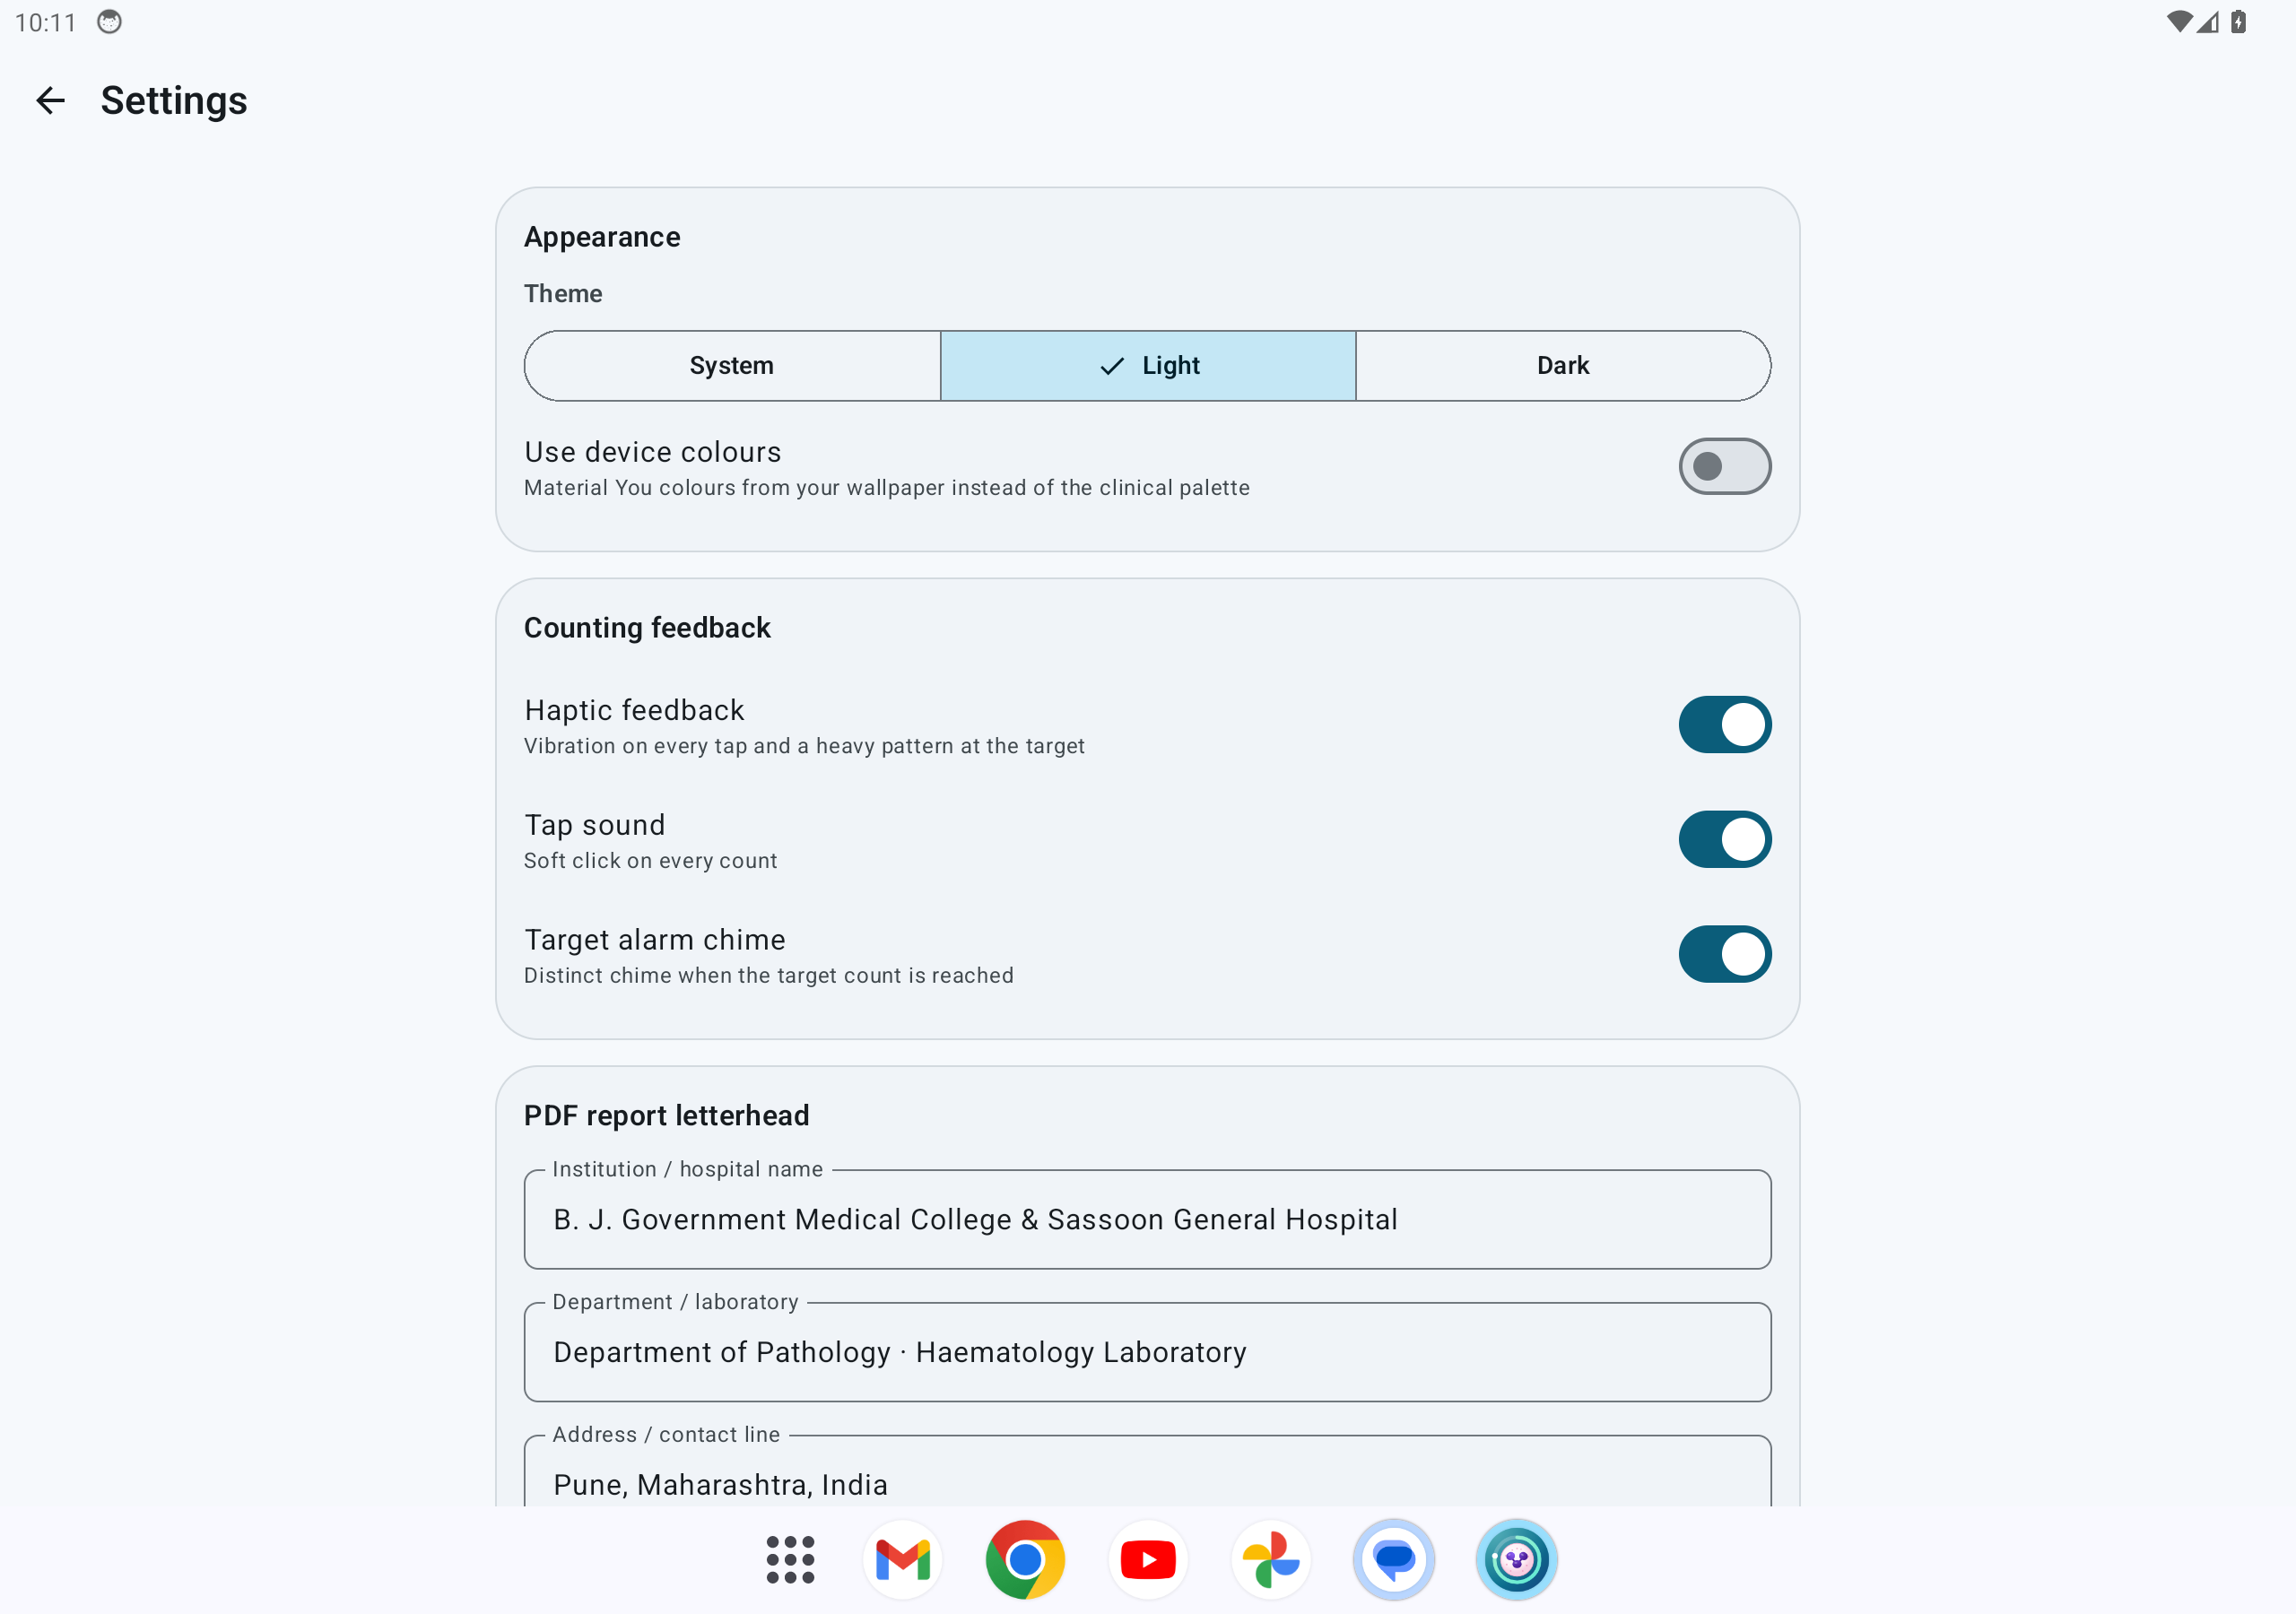 10:11
Settings
Appearance
Theme
System
Light
Dark
Use device colours
Material You colours from your wallpaper instead of the clinical palette
Counting feedback
Haptic feedback
Vibration on every tap and a heavy pattern at the target
Tap sound
Soft click on every count
Target alarm chime
Distinct chime when the target count is reached
PDF report letterhead
Institution / hospital name
B. J. Government Medical College & Sassoon General Hospital
Department / laboratory
Department of Pathology · Haematology Laboratory
Address / contact line
Pune, Maharashtra, India